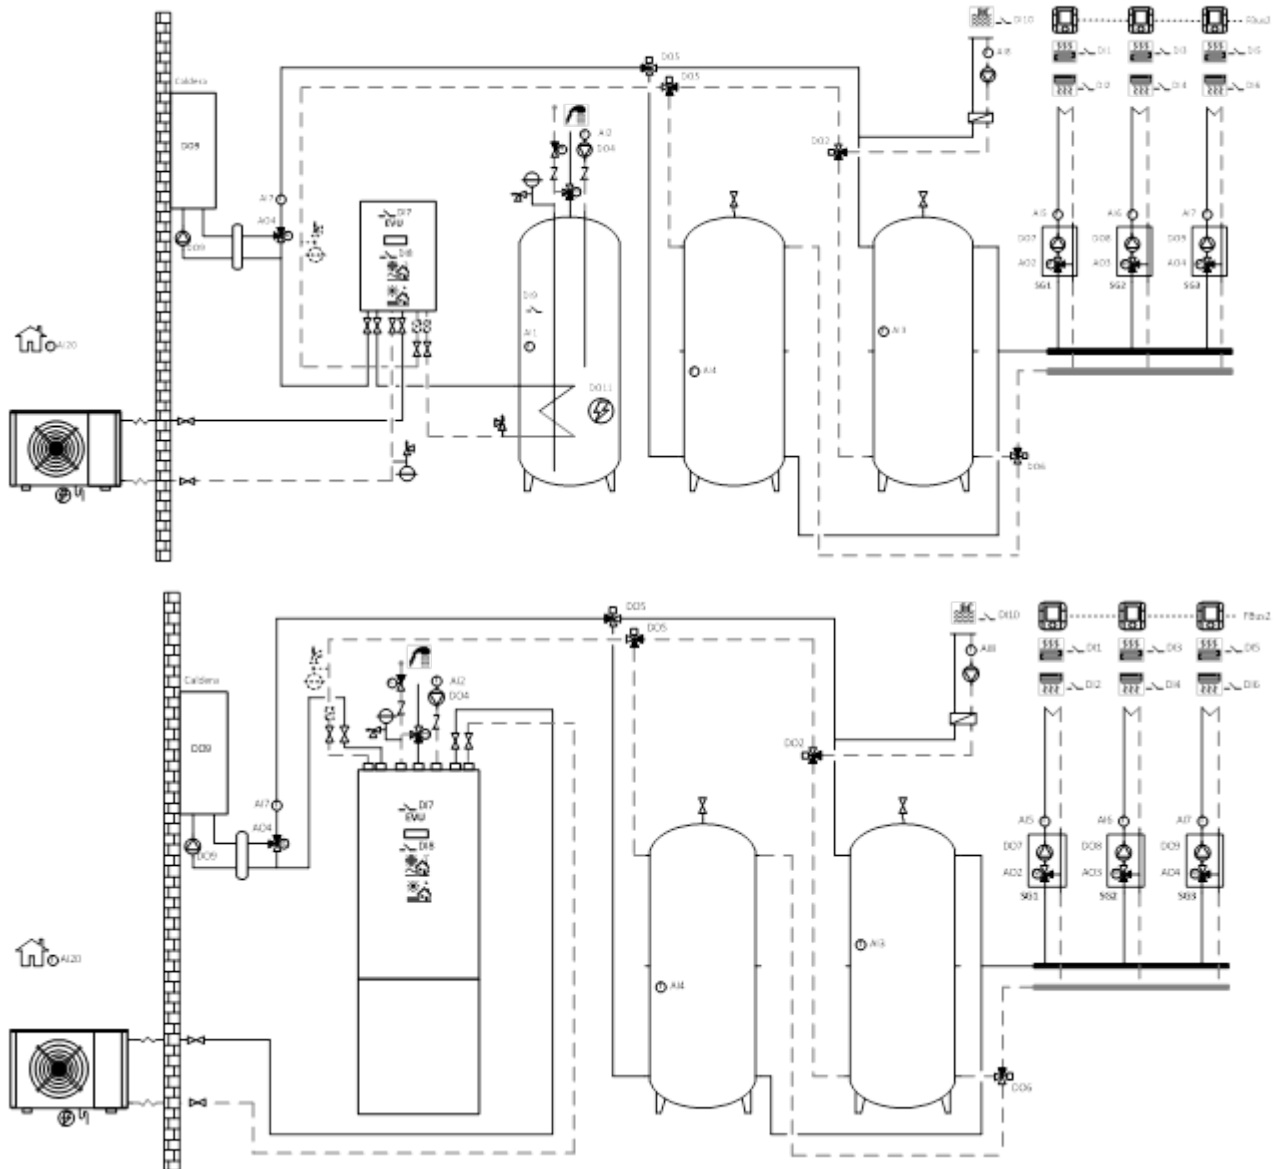 DI10
FBus2
DO5
AI8
DI1
DI3
DI5
DO5
Caldera
DI2
DI4
DI6
AI2
DO2
DO4
DO9
AI7
DI7
AI5
AI6
AI7
AO4
EVU
DO7
DO8
DO9
DO9
DI8
AO2
AO3
AO4
SG1
SG2
SG3
DI9
AI3
AI1
AI20
AI4
DO11
DO6
DO5
DI10
FBus2
DO5
AI8
DI1
DI3
DI5
Caldera
AI2
DI2
DI4
DI6
DO4
DO9
DO2
AI7
DI7
AI5
AI6
AI7
EVU
AO4
DO7
DO8
DO9
DO9
DI8
AO2
AO3
AO4
SG1
SG2
SG3
AI3
AI20
AI4
DO6